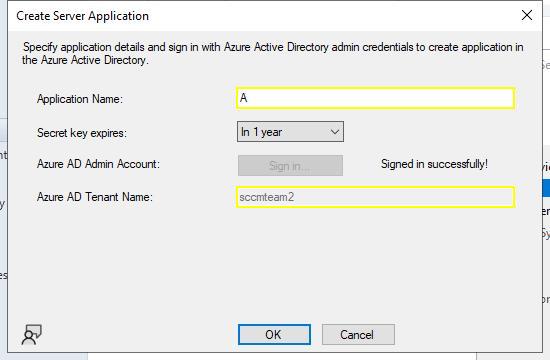 Create Server Application
Specify application details and sign in with Azure Active Directory admin credentials to create application in
the Azure Active Directory.
Application Name: A
Secret key expires: In 1 year
Azure AD Admin Account: Sign in... Signed in successfully!
Azure AD Tenant Name: sccmteam2
OK Cancel